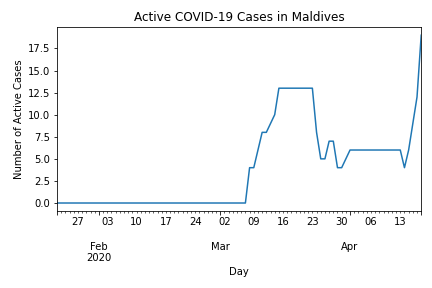 Active COVID-19 Cases in Maldives
Number of Active Cases
17.5
15.0
12.5
10.0
7.5
5.0
2.5
0.0
27 03 10 17 24 02 09 16 23 30 06 13
Feb Mar Apr
2020
Day